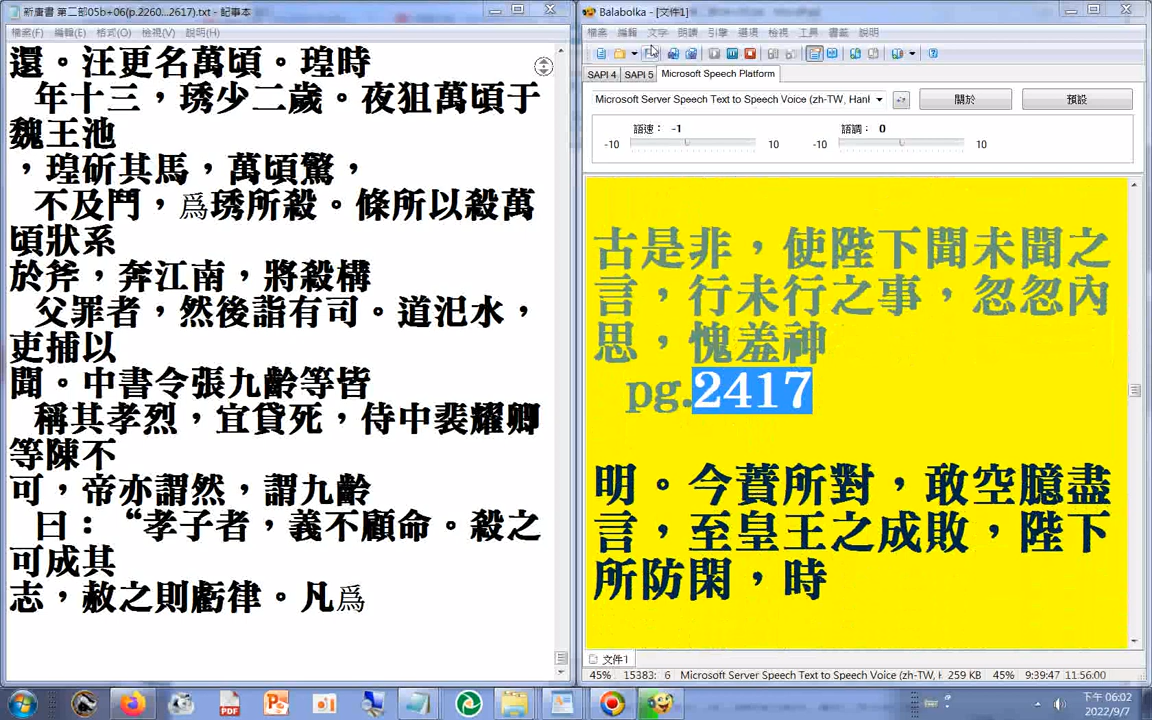 新唐書 第二部05b+06(p.2260...2617).txt - 記事本
檔案(F) 編輯(E) 格式(O) 檢視(V) 說明(H)
還。汪更名萬頃。瑝時
年十三，琇少二歲。夜狙萬頃于
魏王池
，瑝斫其馬，萬頃驚，
不及鬥，爲琇所殺。條所以殺萬
頃狀系
於斧，奔江南，將殺構
父罪者，然後詣有司。道汜水，
吏捕以
聞。中書令張九齡等皆
稱其孝烈，宜貸死，侍中裴耀卿
等陳不
可，帝亦謂然，謂九齡
曰：“孝子者，義不顧命。殺之
可成其
志，赦之則虧律。凡爲
Balabolka - [文件1]
檔案 編輯 文字 朗讀 引擎 選項 檢視 工具 書籤 說明
SAPI 4 SAPI 5 Microsoft Speech Platform
Microsoft Server Speech Text to Speech Voice (zh-TW, Hanl 關於 預設
語速： -1 語調： 0
-10 10 -10 10
古是非，使陛下聞未聞之
言，行未行之事，忽忽內
思，愧羞神
pg.2417
明。今蕡所對，敢空臆盡
言，至皇王之成敗，陛下
所防閑，時
文件1
45% 15383: 6 Microsoft Server Speech Text to Speech Voice (zh-TW, H 259 KB 45% 9:39:47 11:56:00
下午 06:02
2022/9/7